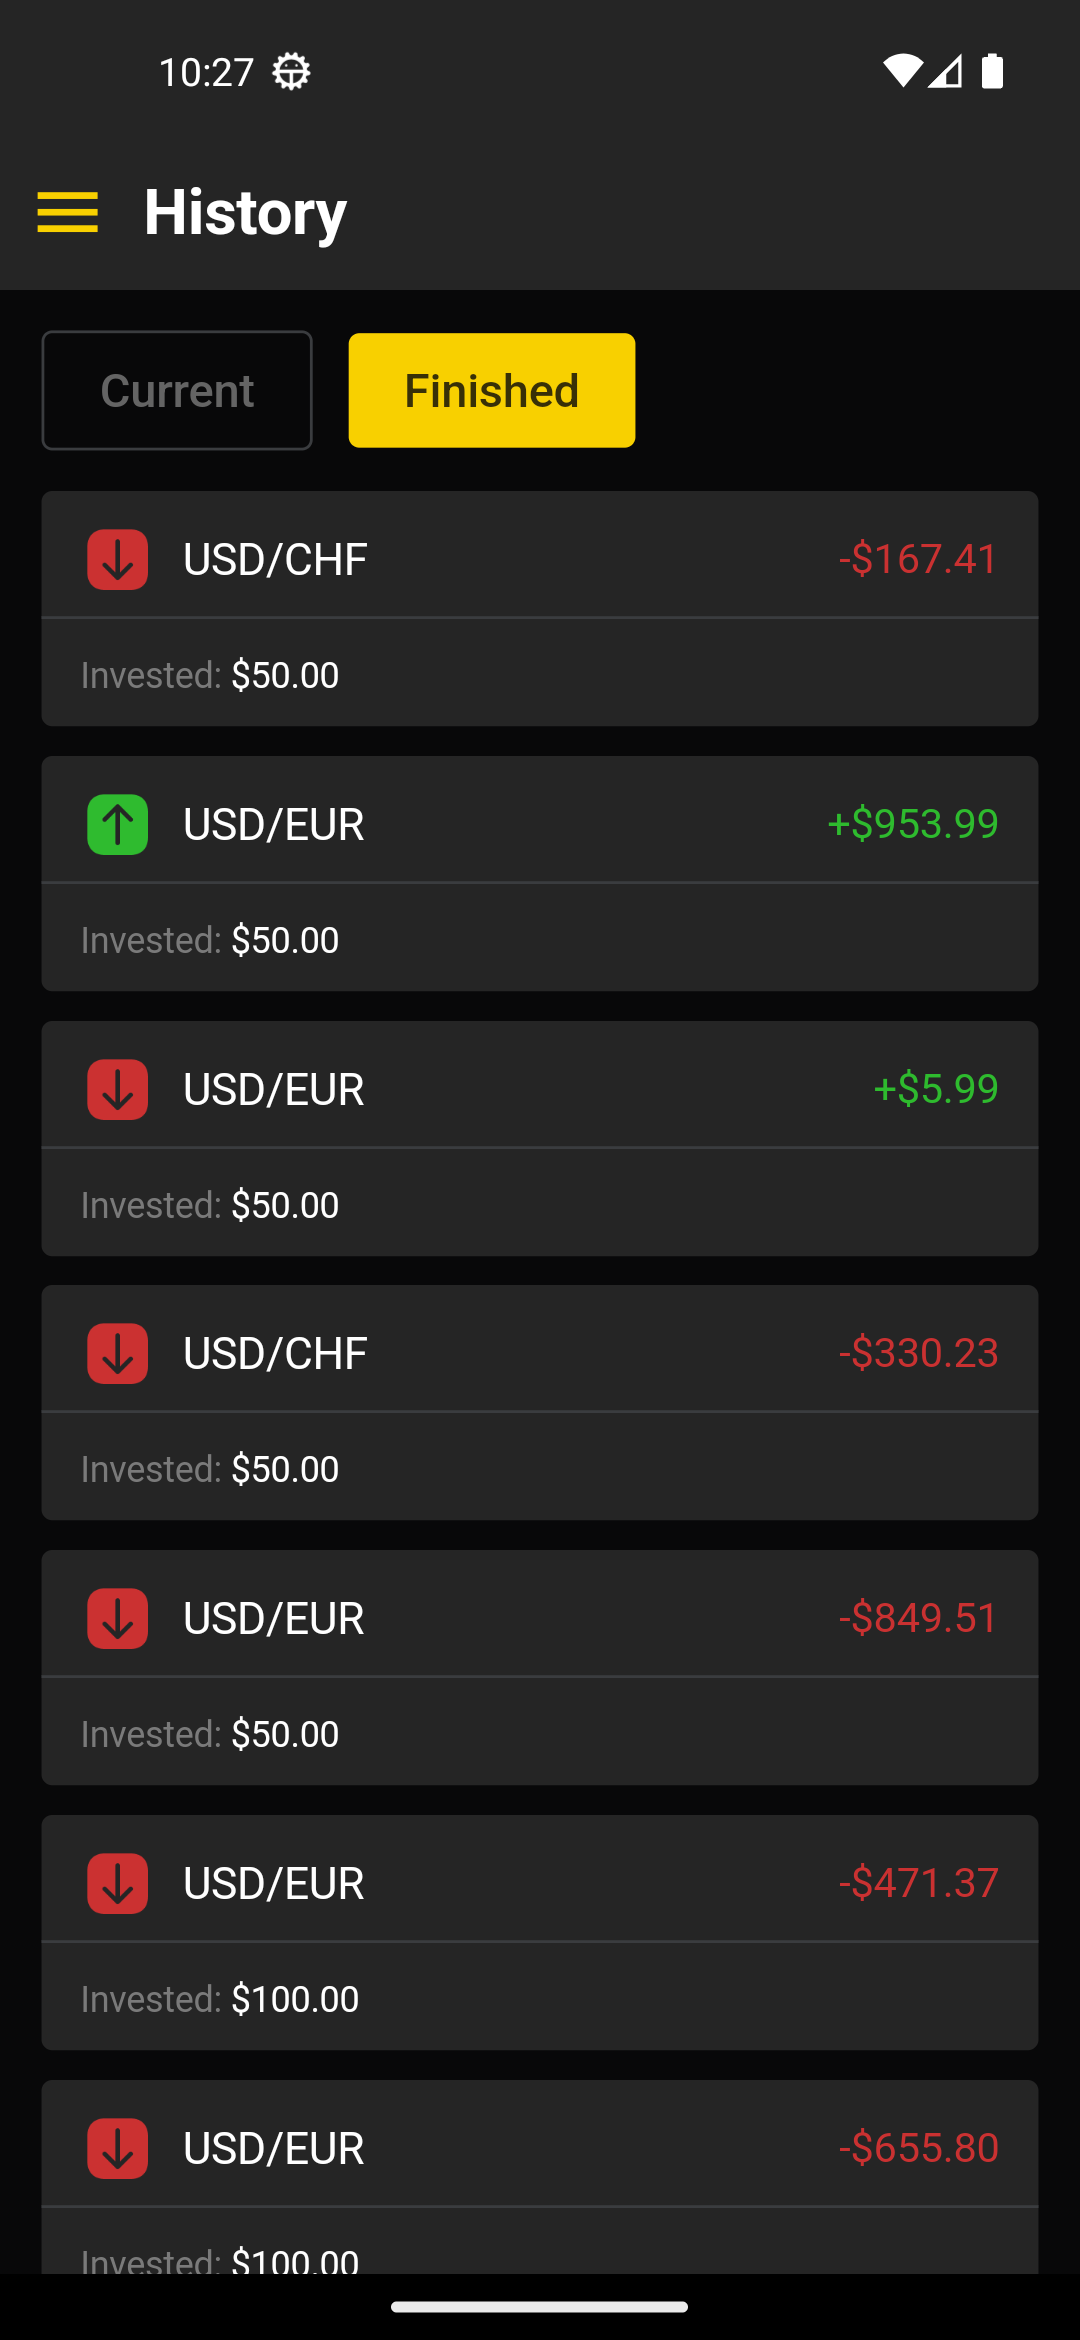 10:27
History
Current
Finished
USD/CHF
-$167.41
Invested: $50.00
USD/EUR
+$953.99
Invested: $50.00
USD/EUR
+$5.99
Invested: $50.00
USD/CHF
-$330.23
Invested: $50.00
USD/EUR
-$849.51
Invested: $50.00
USD/EUR
-$471.37
Invested: $100.00
USD/EUR
-$655.80
Invested: $100.00